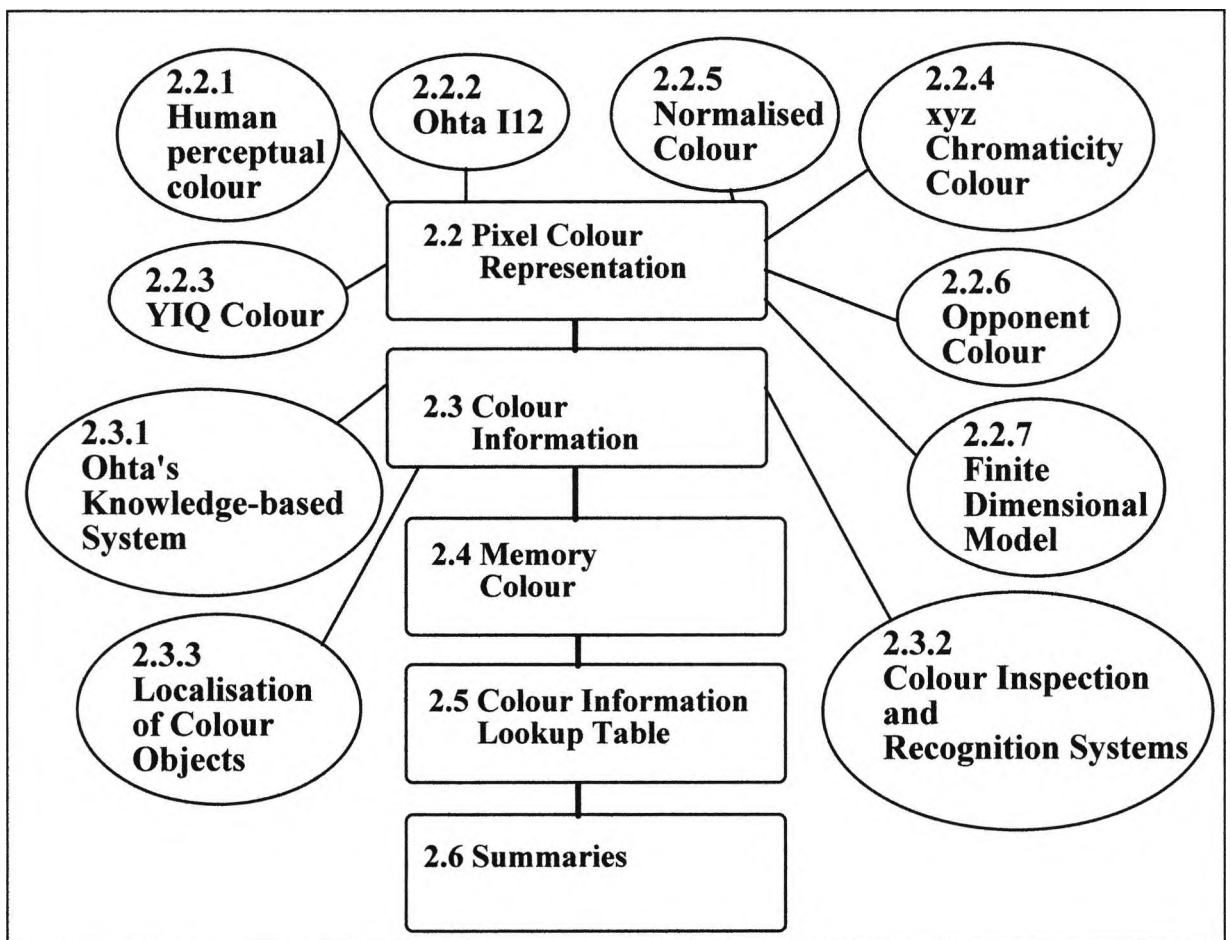 2.2.1
Human
perceptual
colour
2.2.2
Ohta I12
2.2.5
Normalised
Colour
2.2.4
xyz
Chromaticity
Colour
2.2 Pixel Colour
Representation
2.2.3
YIQ Colour
2.2.6
Opponent
Colour
2.3 Colour
Information
2.3.1
Ohta's
Knowledge-based
System
2.2.7
Finite
Dimensional
Model
2.4 Memory
Colour
2.3.3
Localisation
of Colour
Objects
2.3.2
Colour Inspection
and
Recognition Systems
2.5 Colour Information
Lookup Table
2.6 Summaries